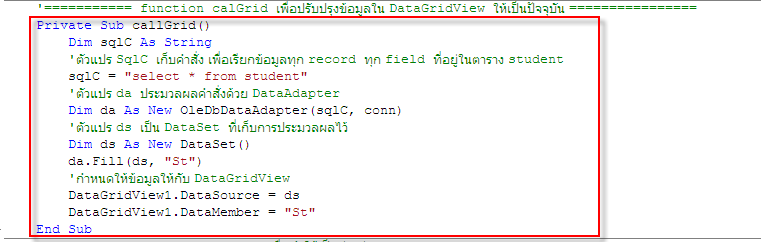 '=========== function calGrid เพื่อปรับปรุงข้อมูลใน DataGridView ให้เป็นปัจจุบัน ================
Private Sub callGrid()
Dim sqlC As String
'ตัวแปร SqlC เก็บคำสั่ง เพื่อเรียกข้อมูลทุก record ทุก field ที่อยู่ในตาราง student
sqlC = "select * from student"
'ตัวแปร da ประมวลผลคำสั่งด้วย DataAdapter
Dim da As New OleDbDataAdapter(sqlC, conn)
'ตัวแปร ds เป็น DataSet ที่เก็บการประมวลผลไว้
Dim ds As New DataSet()
da.Fill(ds, "St")
'กำหนดให้ข้อมูลให้กับ DataGridView
DataGridView1.DataSource = ds
DataGridView1.DataMember = "St"
End Sub